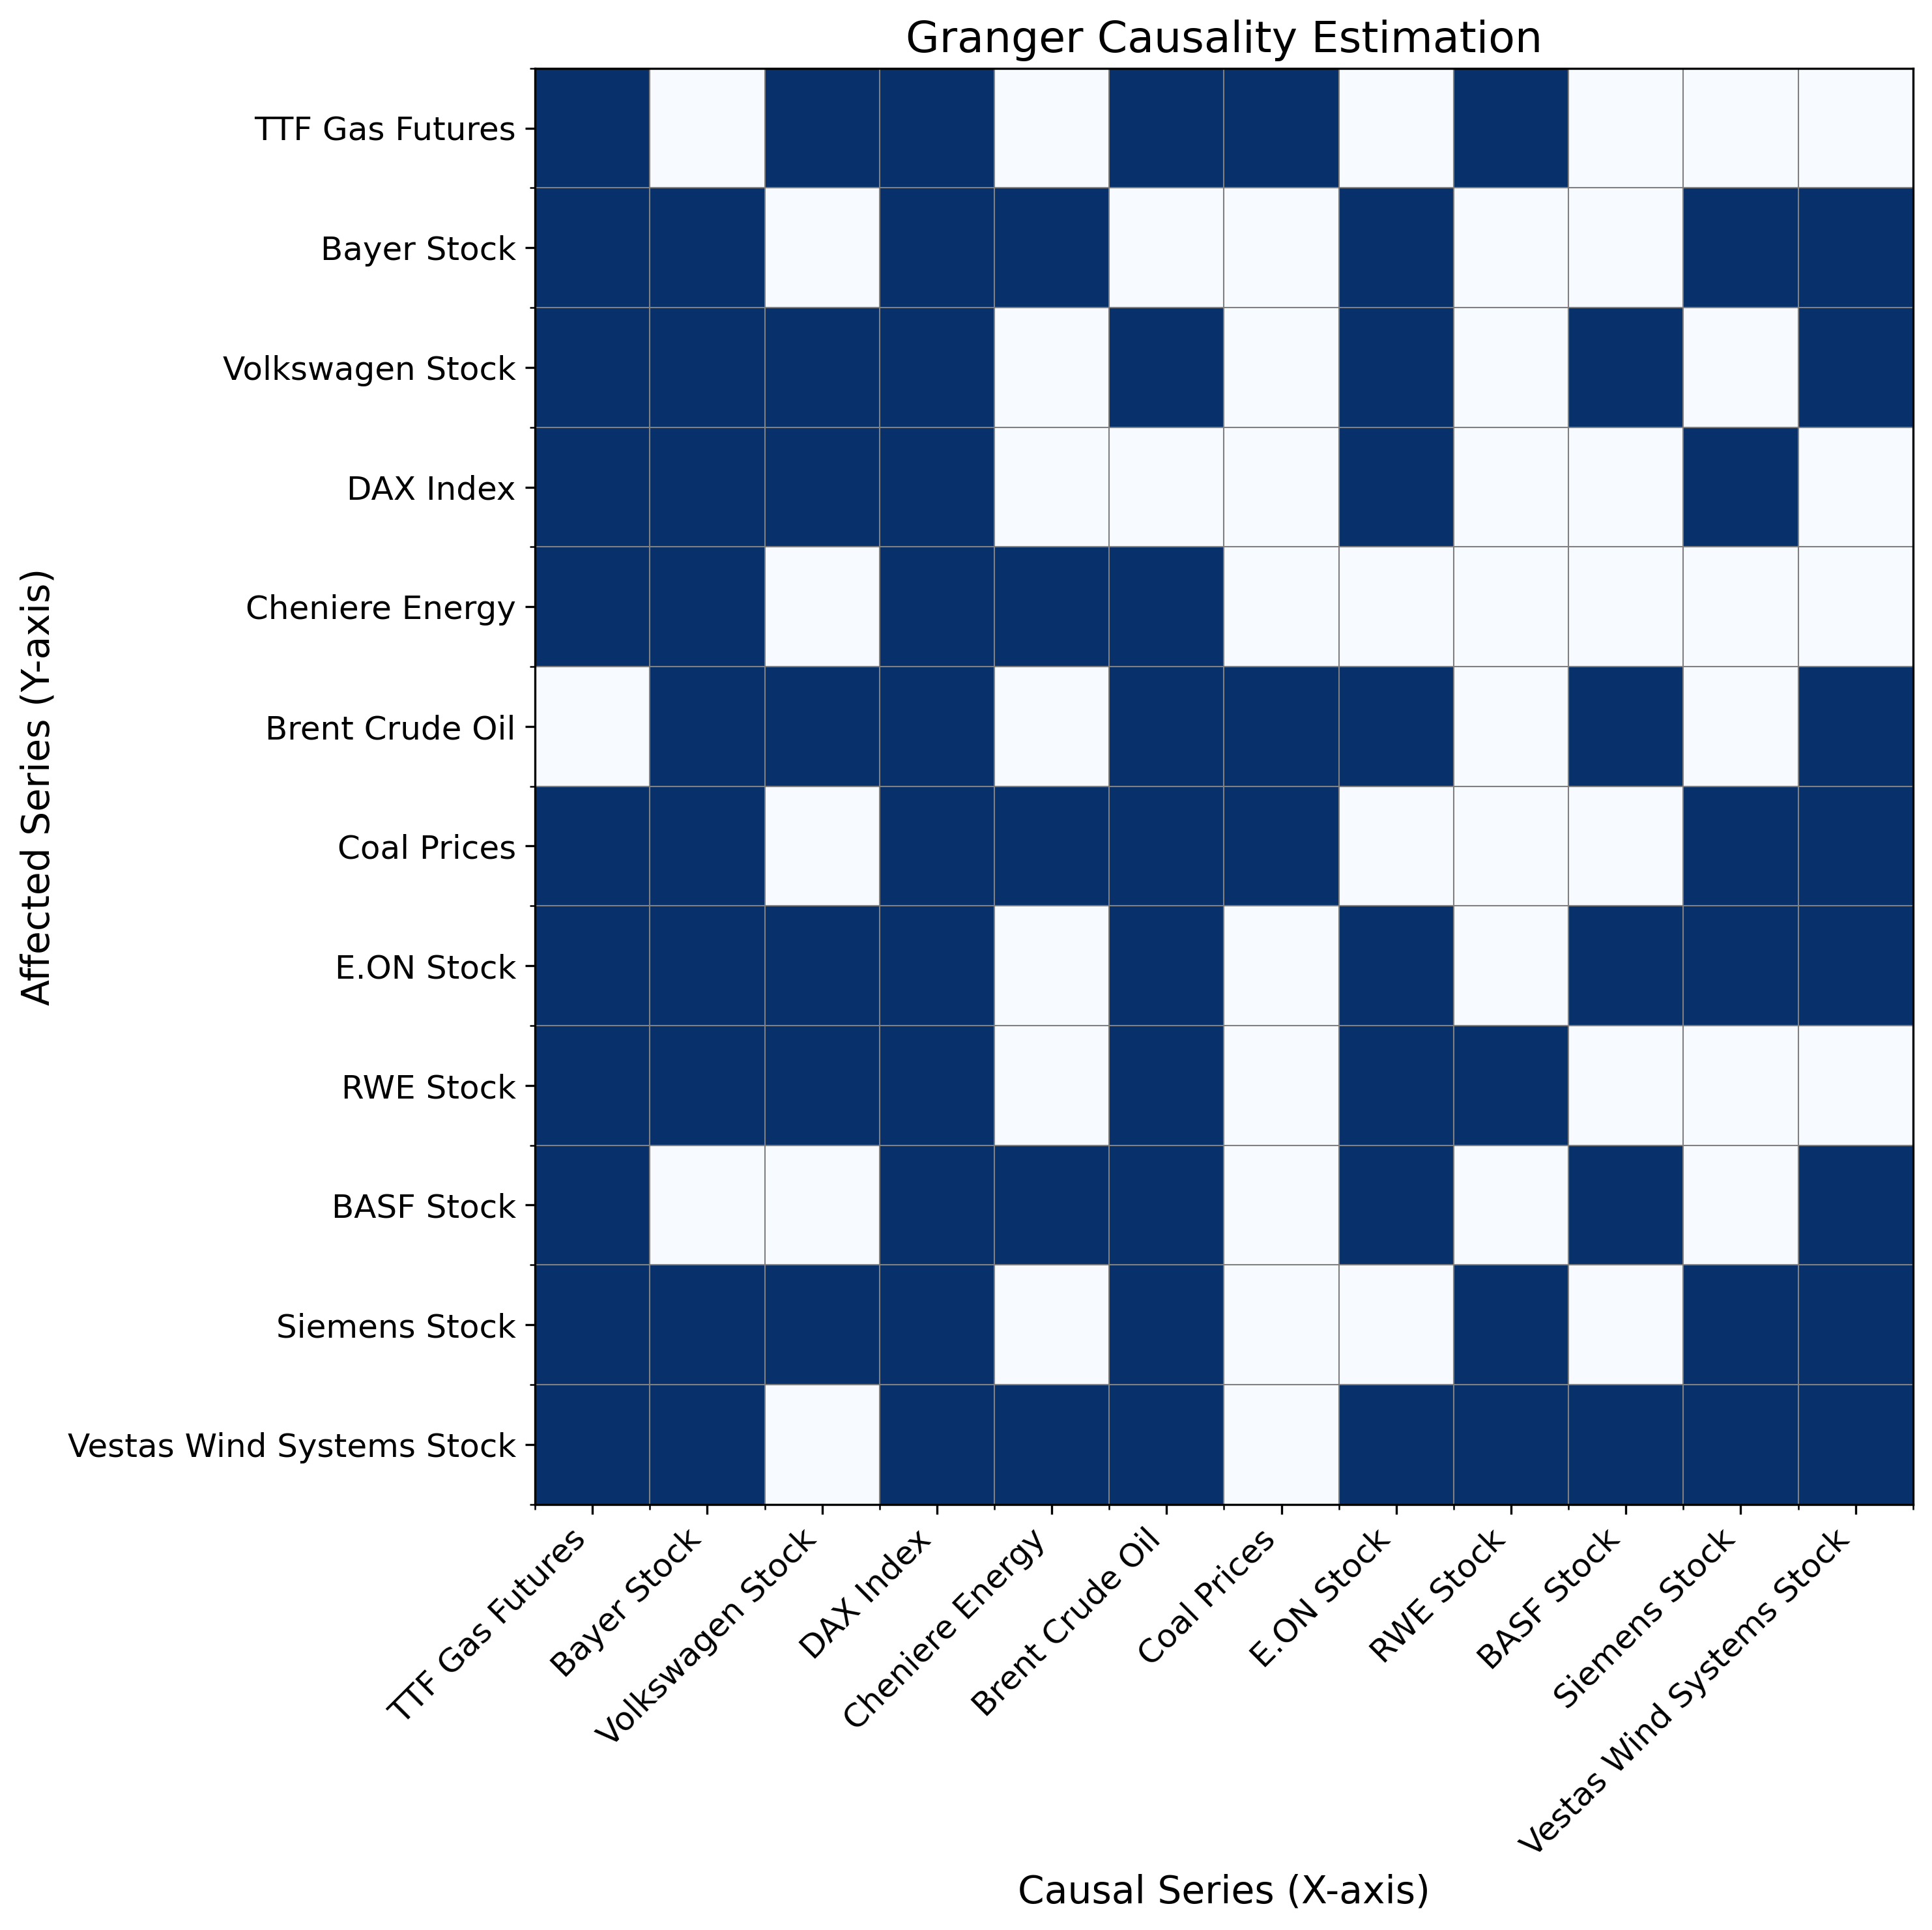 Granger Causality Estimation
TTF Gas Futures
Bayer Stock
Volkswagen Stock
DAX Index
Cheniere Energy
Brent Crude Oil
Coal Prices
E.ON Stock
RWE Stock
BASF Stock
Siemens Stock
Vestas Wind Systems Stock
Affected Series (Y-axis)
TTF Gas Futures
Bayer Stock
Volkswagen Stock
DAX Index
Cheniere Energy
Brent Crude Oil
Coal Prices
E.ON Stock
RWE Stock
BASF Stock
Siemens Stock
Vestas Wind Systems Stock
Causal Series (X-axis)